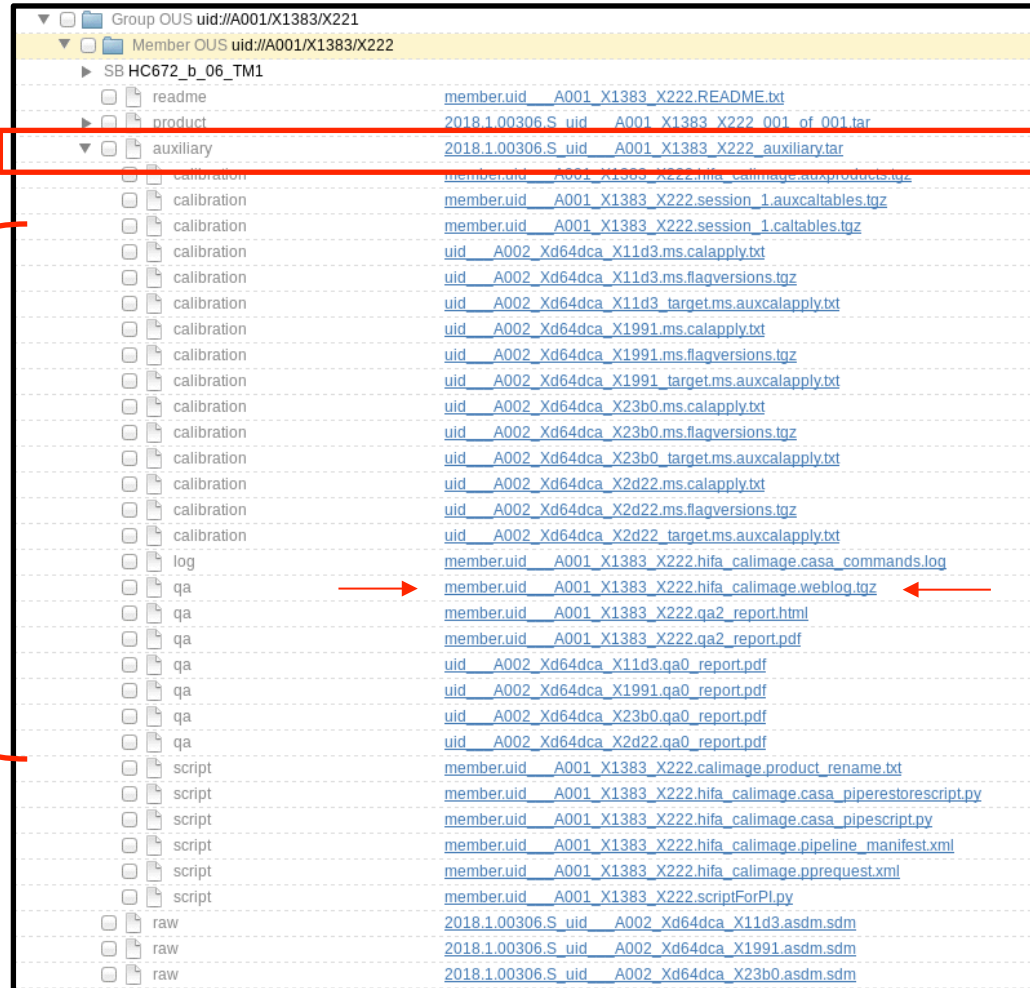 Group OUS uid://A001/X1383/X221
Member OUS uid://A001/X1383/X222
SB HC672_b_06_TM1
readme member.uid___A001_X1383_X222.README.txt
product 2018.1.00306.S_uid___A001_X1383_X222_001_of_001.tar
auxiliary 2018.1.00306.S_uid___A001_X1383_X222_auxiliary.tar
calibration member.uid___A001_X1383_X222.hifa_calimage.auxproducts.tgz
calibration member.uid___A001_X1383_X222.session_1.auxcaltables.tgz
calibration member.uid___A001_X1383_X222.session_1.caltables.tgz
calibration uid___A002_Xd64dca_X11d3.ms.calapply.txt
calibration uid___A002_Xd64dca_X11d3.ms.flagversions.tgz
calibration uid___A002_Xd64dca_X11d3_target.ms.auxcalapply.txt
calibration uid___A002_Xd64dca_X1991.ms.calapply.txt
calibration uid___A002_Xd64dca_X1991.ms.flagversions.tgz
calibration uid___A002_Xd64dca_X1991_target.ms.auxcalapply.txt
calibration uid___A002_Xd64dca_X23b0.ms.calapply.txt
calibration uid___A002_Xd64dca_X23b0.ms.flagversions.tgz
calibration uid___A002_Xd64dca_X23b0_target.ms.auxcalapply.txt
calibration uid___A002_Xd64dca_X2d22.ms.calapply.txt
calibration uid___A002_Xd64dca_X2d22.ms.flagversions.tgz
calibration uid___A002_Xd64dca_X2d22_target.ms.auxcalapply.txt
log member.uid___A001_X1383_X222.hifa_calimage.casa_commands.log
qa member.uid___A001_X1383_X222.hifa_calimage.weblog.tgz
qa member.uid___A001_X1383_X222.qa2_report.html
qa member.uid___A001_X1383_X222.qa2_report.pdf
qa uid___A002_Xd64dca_X11d3.qa0_report.pdf
qa uid___A002_Xd64dca_X1991.qa0_report.pdf
qa uid___A002_Xd64dca_X23b0.qa0_report.pdf
qa uid___A002_Xd64dca_X2d22.qa0_report.pdf
script member.uid___A001_X1383_X222.calimage.product_rename.txt
script member.uid___A001_X1383_X222.hifa_calimage.casa_piperestorescript.py
script member.uid___A001_X1383_X222.hifa_calimage.casa_pipescript.py
script member.uid___A001_X1383_X222.hifa_calimage.pipeline_manifest.xml
script member.uid___A001_X1383_X222.hifa_calimage.pprequest.xml
script member.uid___A001_X1383_X222.scriptForPI.py
raw 2018.1.00306.S_uid___A002_Xd64dca_X11d3.asdm.sdm
raw 2018.1.00306.S_uid___A002_Xd64dca_X1991.asdm.sdm
raw 2018.1.00306.S_uid___A002_Xd64dca_X23b0.asdm.sdm